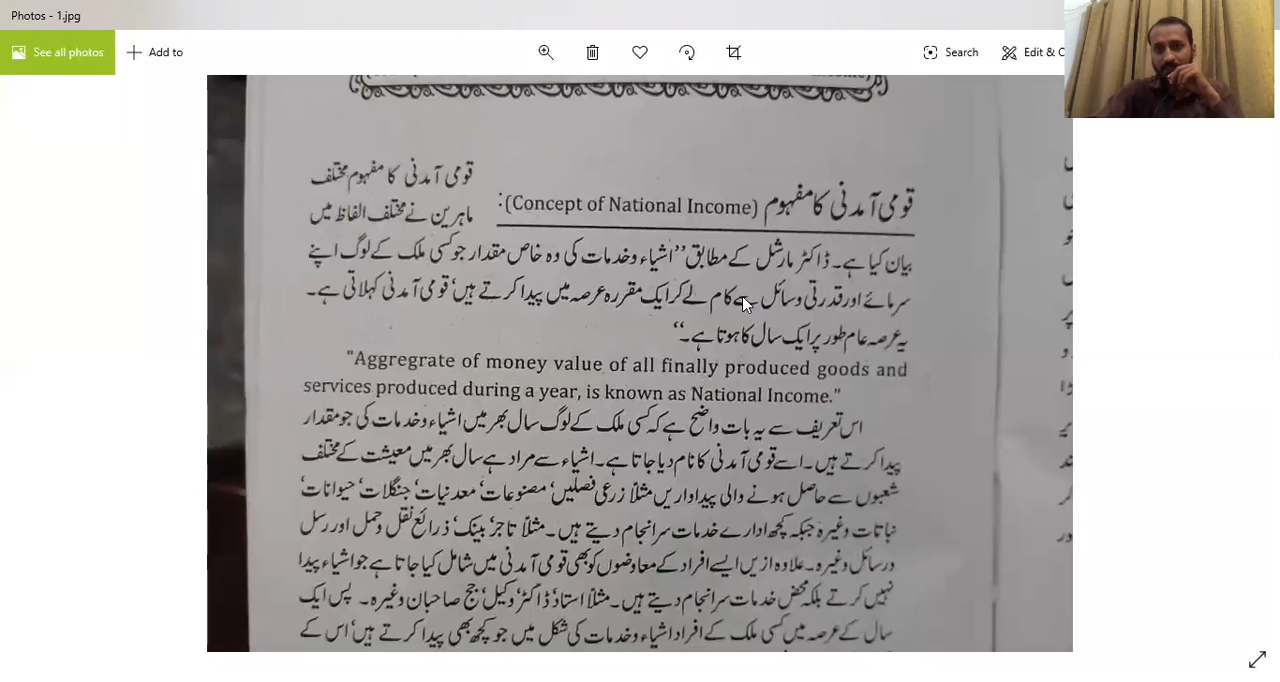 Photos - 1.jpg
See all photos
Add to
Search
Edit & C
قومی آمدنی کا مفہوم (Concept of National Income):
قومی آمدنی کا مفہوم مختلف
ماہرین نے مختلف الفاظ میں
بیان کیا ہے۔ ڈاکٹر مارشل کے مطابق ”اشیاء و خدمات کی وہ خاص مقدار جو کسی ملک کے لوگ اپنے
سرمائے اور قدرتی وسائل سے کام لے کر ایک مقررہ عرصہ میں پیدا کرتے ہیں‘ قومی آمدنی کہلاتی ہے۔
یہ عرصہ عام طور پر ایک سال کا ہوتا ہے۔“
"Aggregrate of money value of all finally produced goods and
services produced during a year, is known as National Income."
اس تعریف سے یہ بات واضح ہے کہ کسی ملک کے لوگ سال بھر میں اشیاء و خدمات کی جو مقدار
پیدا کرتے ہیں۔ اسے قومی آمدنی کا نام دیا جاتا ہے۔ اشیاء سے مراد ہے سال بھر میں معیشت کے مختلف
شعبوں سے حاصل ہونے والی پیداواریں مثلاً زرعی فصلیں‘ مصنوعات‘ معدنیات‘ جنگلات‘ حیوانات‘
نباتات وغیرہ جبکہ کچھ ادارے خدمات سرانجام دیتے ہیں۔ مثلاً تاجر‘ بینک‘ ذرائع نقل و حمل اور رسل
و رسائل وغیرہ۔ علاوہ ازیں ایسے افراد کے معاوضوں کو بھی قومی آمدنی میں شامل کیا جاتا ہے جو اشیاء پیدا
نہیں کرتے بلکہ محض خدمات سرانجام دیتے ہیں۔ مثلاً استاد‘ ڈاکٹر‘ وکیل‘ جج صاحبان وغیرہ۔ پس ایک
سال کے عرصہ میں کسی ملک کے افراد اشیاء و خدمات کی شکل میں جو کچھ بھی پیدا کرتے ہیں‘ اس کے